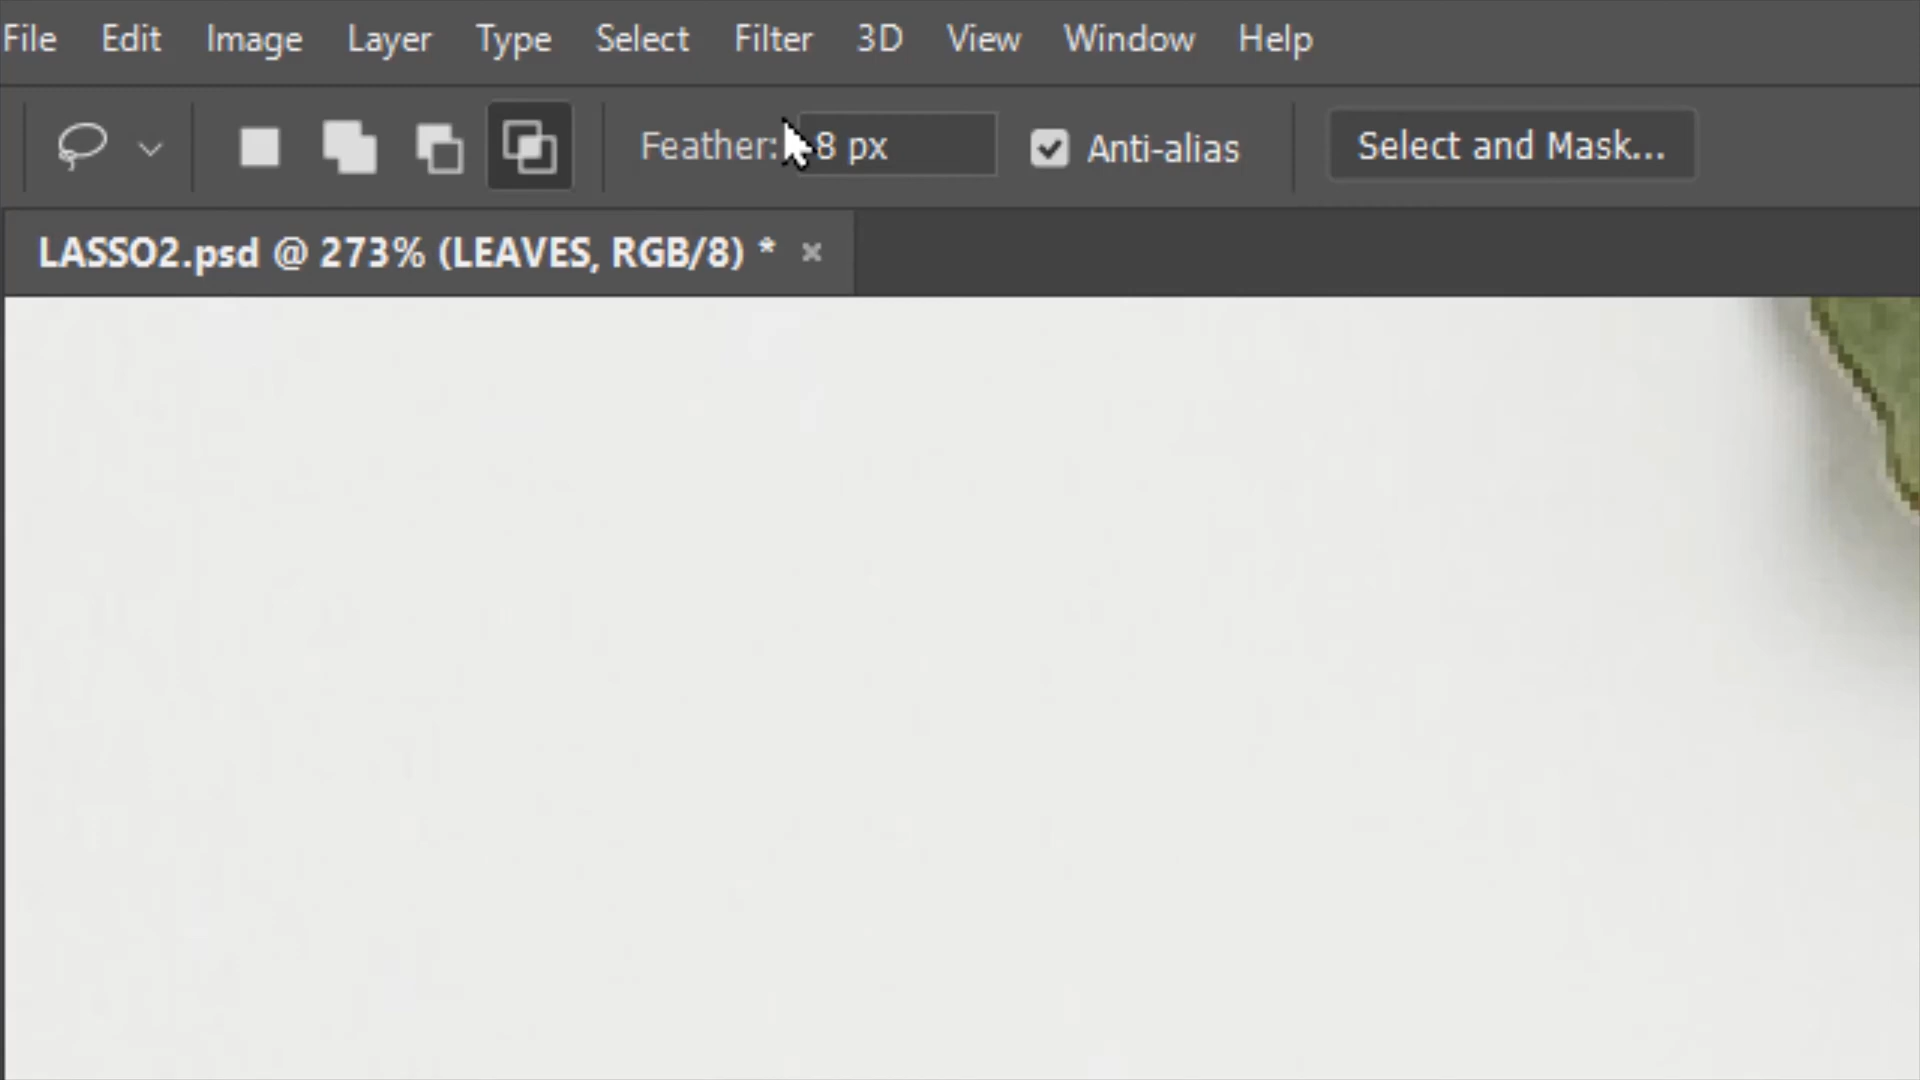 File Edit Image Layer Type Select Filter 3D View Window Help
Feather: 8 px Anti-alias Select and Mask...
LASSO2.psd @ 273% (LEAVES, RGB/8) * ×